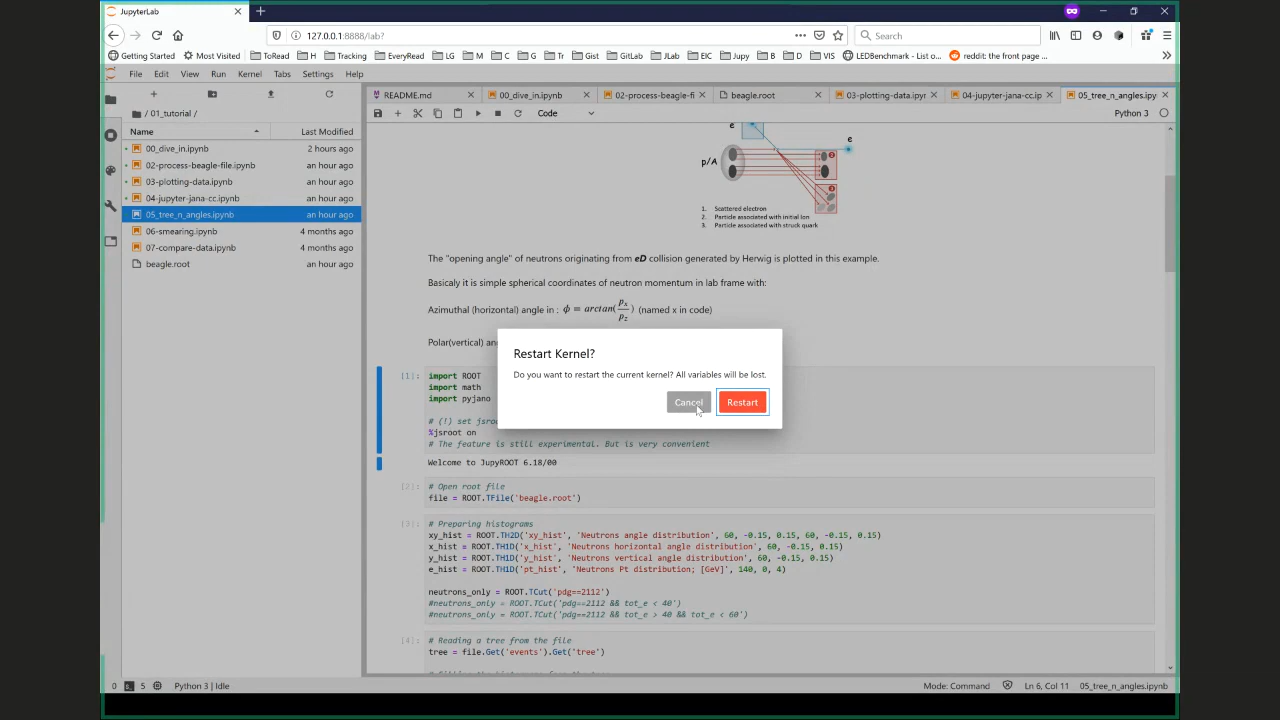 JupyterLab
127.0.0.1:8888/lab?
Search
Getting Started
Most Visited
ToRead
H
Tracking
EveryRead
LG
M
C
G
Tr
Gist
GitLab
JLab
EIC
Jupy
B
D
VIS
LEDBenchmark - List o...
reddit: the front page ...
File Edit View Run Kernel Tabs Settings Help
README.md
00_dive_in.ipynb
02-process-beagle-fi
beagle.root
03-plotting-data.ipyr
04-jupyter-jana-cc.ip
05_tree_n_angles.ipy
Code
Python 3
/ 01_tutorial /
Name Last Modified
00_dive_in.ipynb 2 hours ago
02-process-beagle-file.ipynb an hour ago
03-plotting-data.ipynb an hour ago
04-jupyter-jana-cc.ipynb an hour ago
05_tree_n_angles.ipynb an hour ago
06-smearing.ipynb 4 months ago
07-compare-data.ipynb 4 months ago
beagle.root an hour ago
e
e
p/A
1. Scattered electron
2. Particle associated with initial Ion
3. Particle associated with struck quark
The "opening angle" of neutrons originating from eD collision generated by Herwig is plotted in this example.
Basicaly it is simple spherical coordinates of neutron momentum in lab frame with:
Azimuthal (horizontal) angle in : ϕ = arctan(px/pz) (named x in code)
Polar(vertical) an
Restart Kernel?
Do you want to restart the current kernel? All variables will be lost.
Cancel
Restart
[1]:
import ROOT
import math
import pyjano
# (!) set jsroo
%jsroot on
# The feature is still experimental. But is very convenient
Welcome to JupyROOT 6.18/00
[2]:
# Open root file
file = ROOT.TFile('beagle.root')
[3]:
# Preparing histograms
xy_hist = ROOT.TH2D('xy_hist', 'Neutrons angle distribution', 60, -0.15, 0.15, 60, -0.15, 0.15)
x_hist = ROOT.TH1D('x_hist', 'Neutrons horizontal angle distribution', 60, -0.15, 0.15)
y_hist = ROOT.TH1D('y_hist', 'Neutrons vertical angle distribution', 60, -0.15, 0.15)
e_hist = ROOT.TH1D('pt_hist', 'Neutrons Pt distribution; [GeV]', 140, 0, 4)
neutrons_only = ROOT.TCut('pdg==2112')
#neutrons_only = ROOT.TCut('pdg==2112 && tot_e < 40')
#neutrons_only = ROOT.TCut('pdg==2112 && tot_e > 40 && tot_e < 60')
[4]:
# Reading a tree from the file
tree = file.Get('events').Get('tree')
0
5
Python 3 | Idle
Mode: Command
Ln 6, Col 11
05_tree_n_angles.ipynb